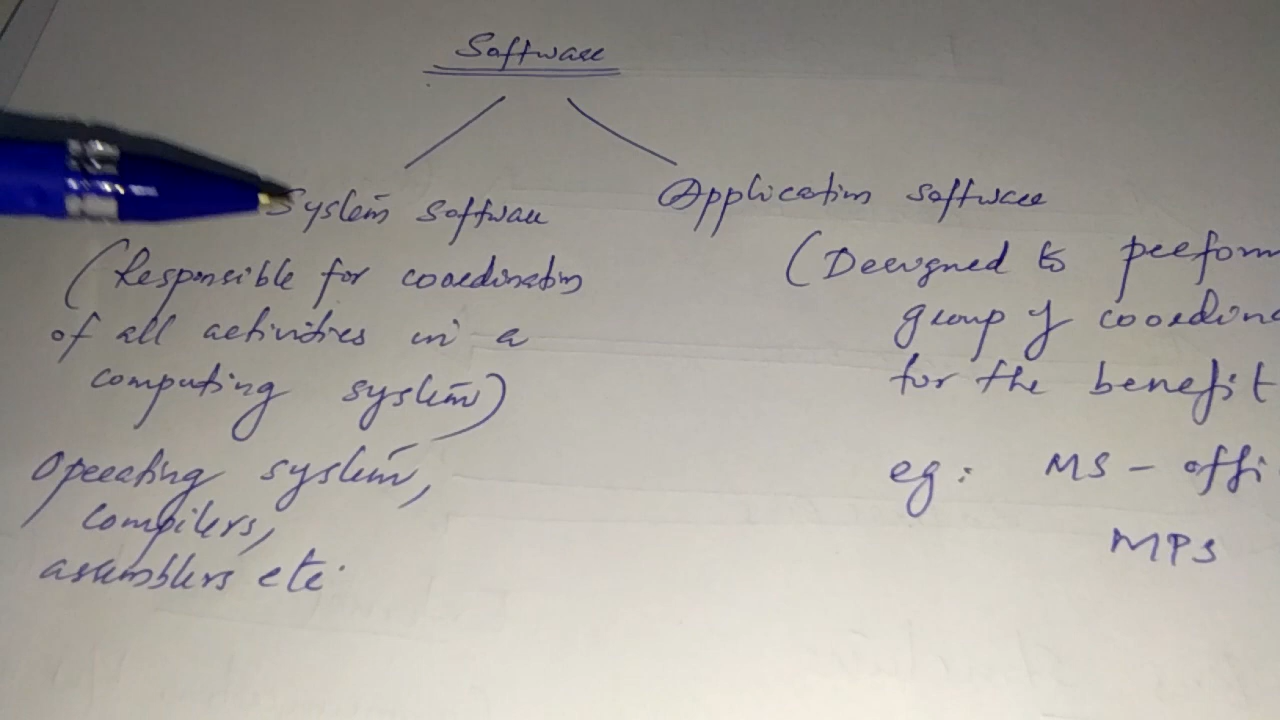 Software
System software
Application software
(Responsible for coordination
of all activities in a
computing system)
Operating system,
compilers,
assemblers etc.
(Designed to perform
group of coordin
for the benefit
eg: MS - offi
MPS